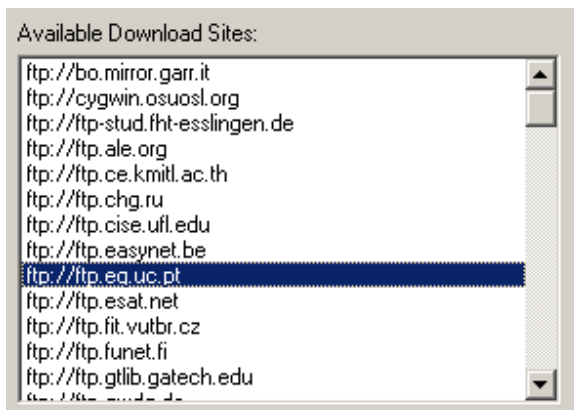 Available Download Sites:
ftp://bo.mirror.garr.it
ftp://cygwin.osuosl.org
ftp://ftp-stud.fht-esslingen.de
ftp://ftp.ale.org
ftp://ftp.ce.kmitl.ac.th
ftp://ftp.chg.ru
ftp://ftp.cise.ufl.edu
ftp://ftp.easynet.be
ftp://ftp.eq.uc.pt
ftp://ftp.esat.net
ftp://ftp.fit.vutbr.cz
ftp://ftp.funet.fi
ftp://ftp.gtlib.gatech.edu